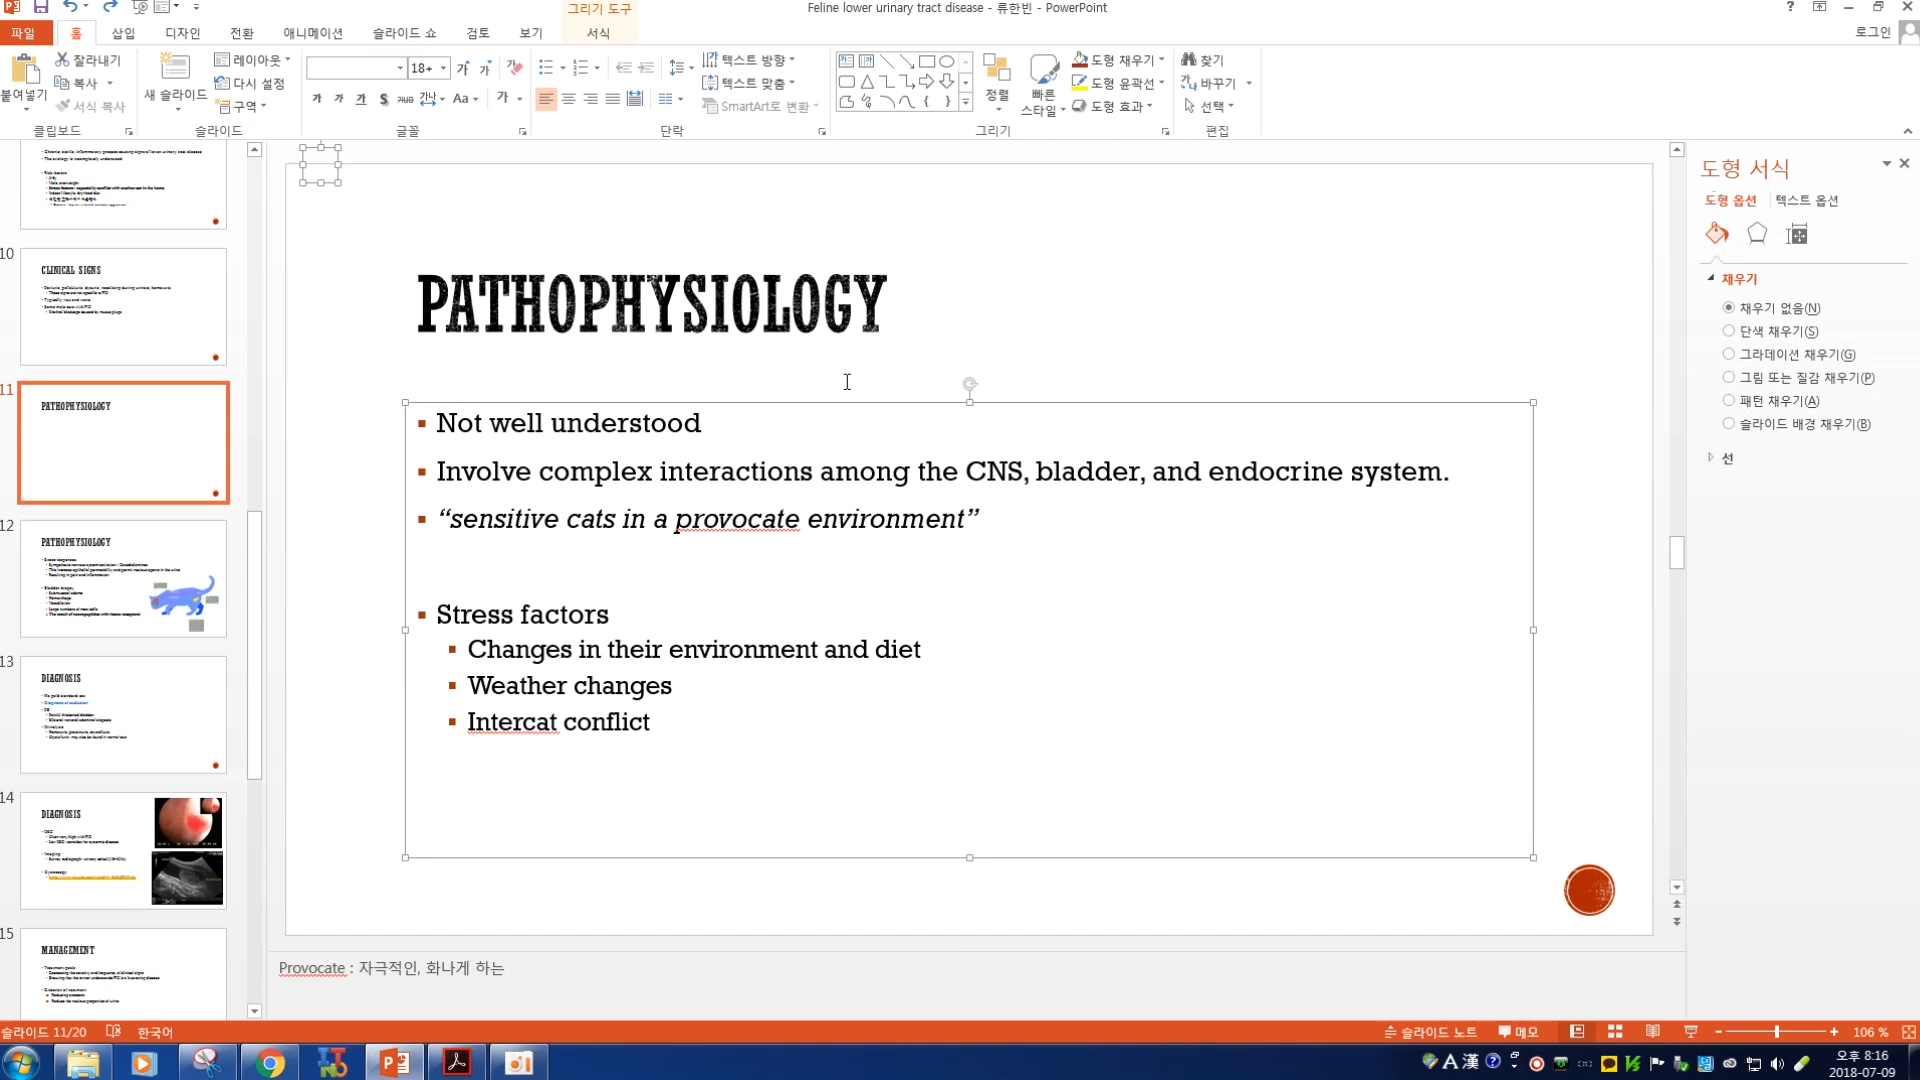 Feline lower urinary tract disease - 류한빈 - PowerPoint
그리기 도구
로그인
파일 홈 삽입 디자인 전환 애니메이션 슬라이드 쇼 검토 보기 서식
붙여넣기
잘라내기
복사
서식 복사
클립보드
새 슬라이드
레이아웃
다시 설정
구역
슬라이드
18+
글꼴
텍스트 방향
텍스트 맞춤
SmartArt로 변환
단락
정렬
빠른 스타일
도형 채우기
도형 윤곽선
도형 효과
그리기
찾기
바꾸기
선택
편집
10
CLINICAL SIGNS
11
PATHOPHYSIOLOGY
12
PATHOPHYSIOLOGY
13
DIAGNOSIS
14
DIAGNOSIS
15
MANAGEMENT
PATHOPHYSIOLOGY
Not well understood
Involve complex interactions among the CNS, bladder, and endocrine system.
“sensitive cats in a provocate environment”
Stress factors
Changes in their environment and diet
Weather changes
Intercat conflict
Provocate : 자극적인, 화나게 하는
도형 서식
도형 옵션 텍스트 옵션
채우기
채우기 없음(N)
단색 채우기(S)
그라데이션 채우기(G)
그림 또는 질감 채우기(P)
패턴 채우기(A)
슬라이드 배경 채우기(B)
선
슬라이드 11/20 한국어
슬라이드 노트 메모 106 %
A 漢
오후 8:16
2018-07-09